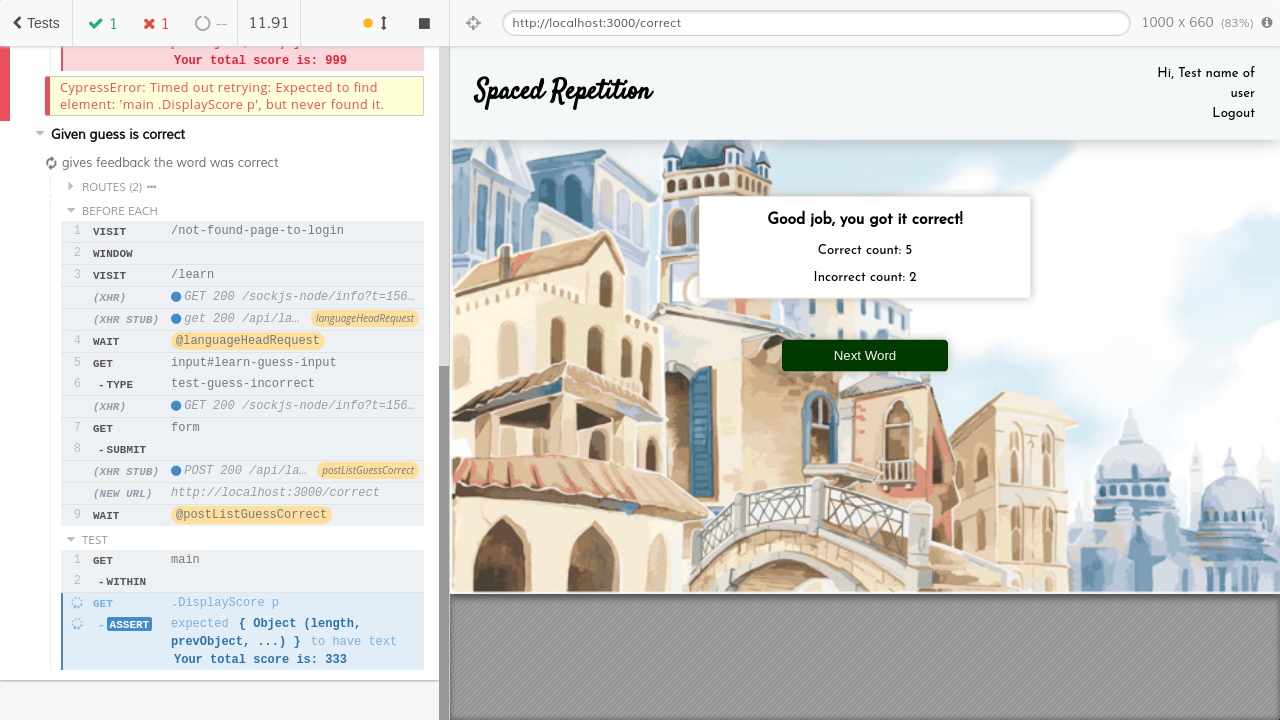 Tests
1
1
--
11.91
Your total score is: 999
CypressError: Timed out retrying: Expected to find
element: 'main .DisplayScore p', but never found it.
Given guess is correct
gives feedback the word was correct
ROUTES (2)
BEFORE EACH
1 VISIT /not-found-page-to-login
2 WINDOW
3 VISIT /learn
(XHR) GET 200 /sockjs-node/info?t=156…
(XHR STUB) get 200 /api/la… languageHeadRequest
4 WAIT @languageHeadRequest
5 GET input#learn-guess-input
6 -TYPE test-guess-incorrect
(XHR) GET 200 /sockjs-node/info?t=156…
7 GET form
8 -SUBMIT
(XHR STUB) POST 200 /api/la… postListGuessCorrect
(NEW URL) http://localhost:3000/correct
9 WAIT @postListGuessCorrect
TEST
1 GET main
2 -WITHIN
GET .DisplayScore p
-ASSERT expected { Object (length,
prevObject, ...) } to have text
Your total score is: 333
http://localhost:3000/correct
1000 x 660 (83%)
Spaced Repetition
Hi, Test name of
user
Logout
Good job, you got it correct!
Correct count: 5
Incorrect count: 2
Next Word